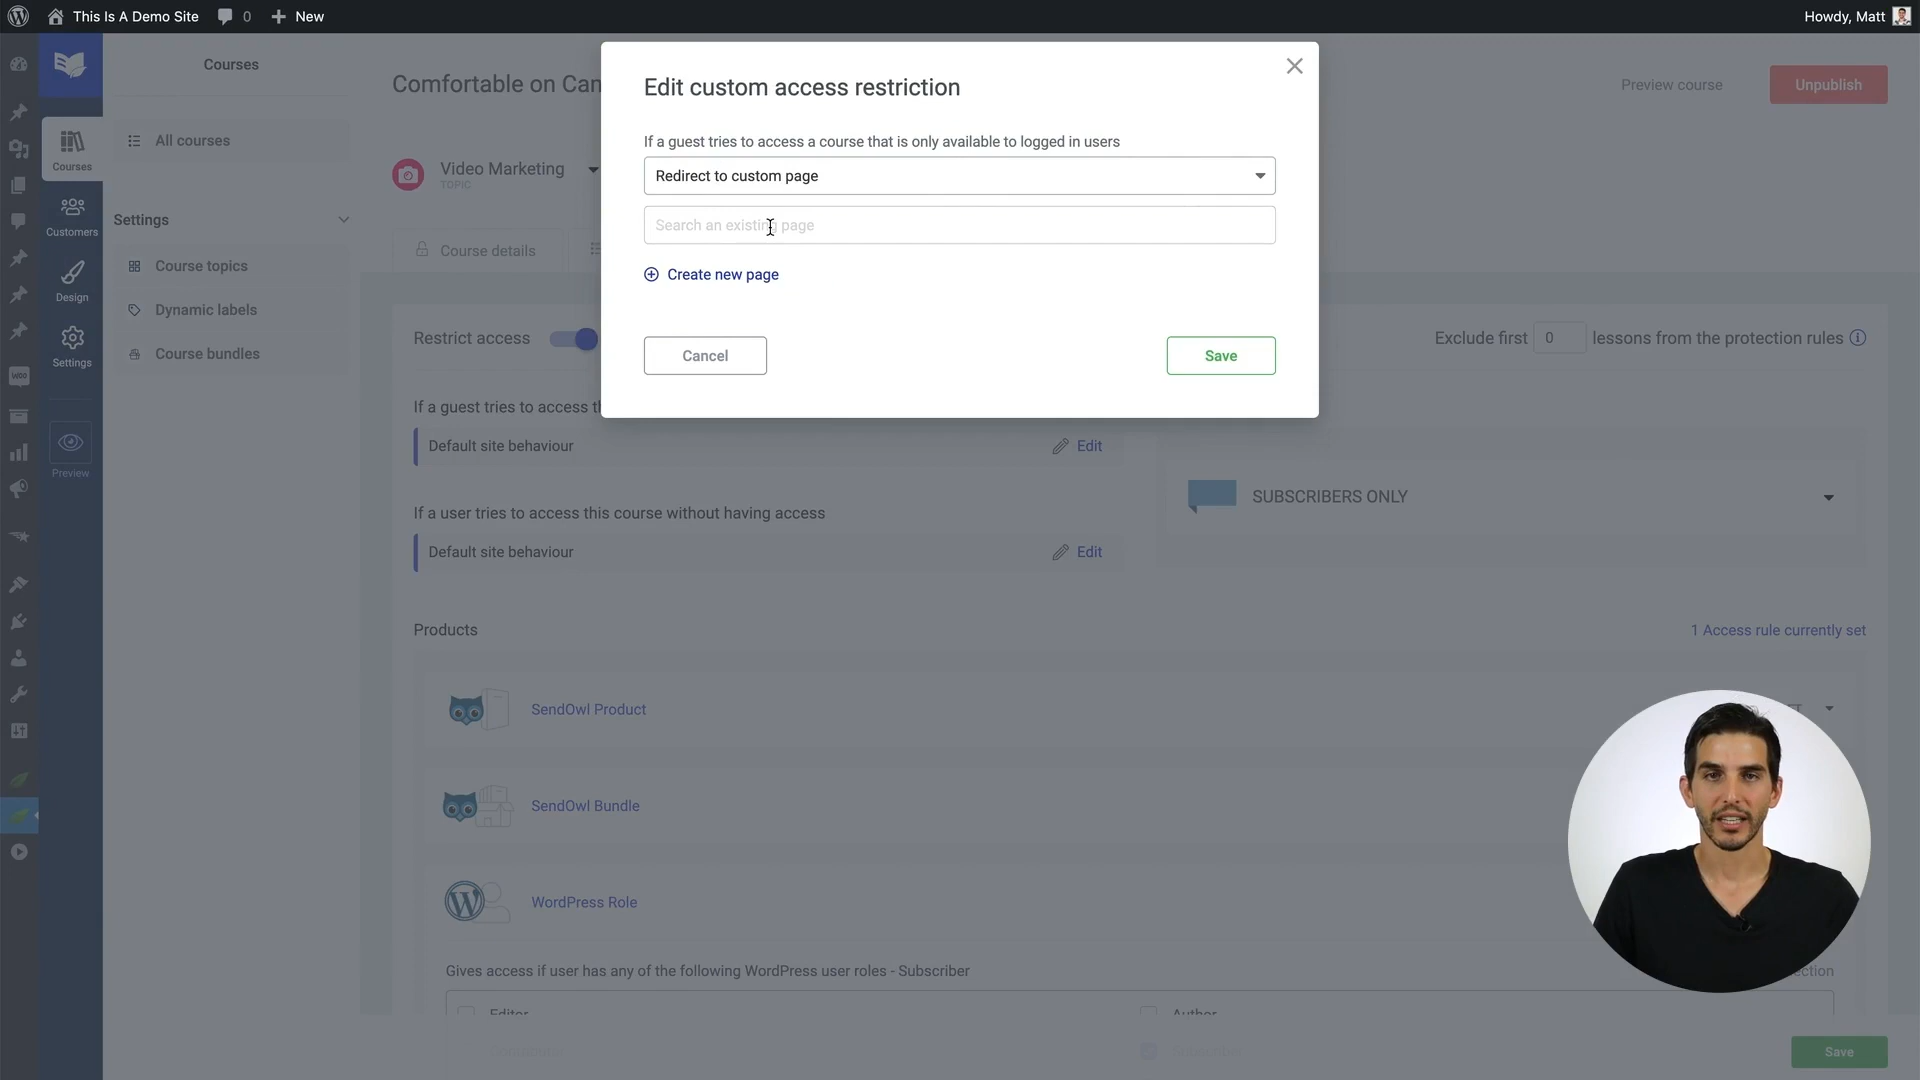 This Is A Demo Site
0
New
Howdy, Matt
Courses
Customers
Design
Settings
Preview
Courses
All courses
Settings
Course topics
Dynamic labels
Course bundles
Comfortable on Can
Preview course
Unpublish
Video Marketing
TOPIC
Course details
Edit custom access restriction
If a guest tries to access a course that is only available to logged in users
Redirect to custom page
Search an existing page
Create new page
Cancel
Save
Restrict access
Exclude first 0 lessons from the protection rules
If a guest tries to access t
Default site behaviour
Edit
SUBSCRIBERS ONLY
If a user tries to access this course without having access
Default site behaviour
Edit
Products
1 Access rule currently set
SendOwl Product
SendOwl Bundle
WordPress Role
Gives access if user has any of the following WordPress user roles - Subscriber
ction
Editor
Author
Save
WOO